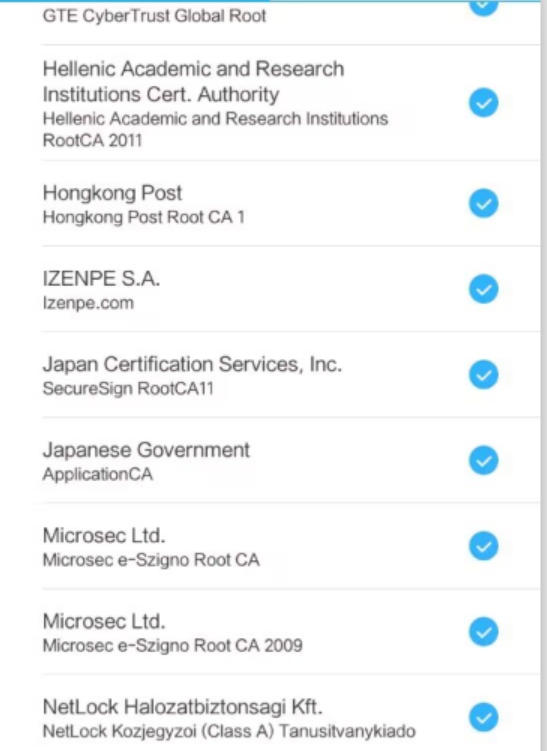 GTE CyberTrust Global Root
Hellenic Academic and Research
Institutions Cert. Authority
Hellenic Academic and Research Institutions
RootCA 2011
Hongkong Post
Hongkong Post Root CA 1
IZENPE S.A.
Izenpe.com
Japan Certification Services, Inc.
SecureSign RootCA11
Japanese Government
ApplicationCA
Microsec Ltd.
Microsec e-Szigno Root CA
Microsec Ltd.
Microsec e-Szigno Root CA 2009
NetLock Halozatbiztonsagi Kft.
NetLock Kozjegyzoi (Class A) Tanusitvanykiado